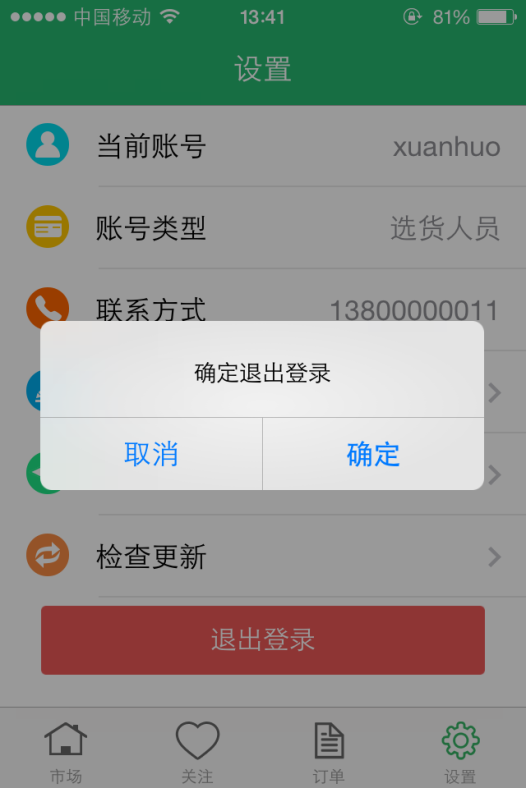 中国移动 13:41 81%
设置
当前账号 xuanhuo
账号类型 选货人员
联系方式 13800000011
确定退出登录
取消 确定
检查更新
退出登录
市场 关注 订单 设置